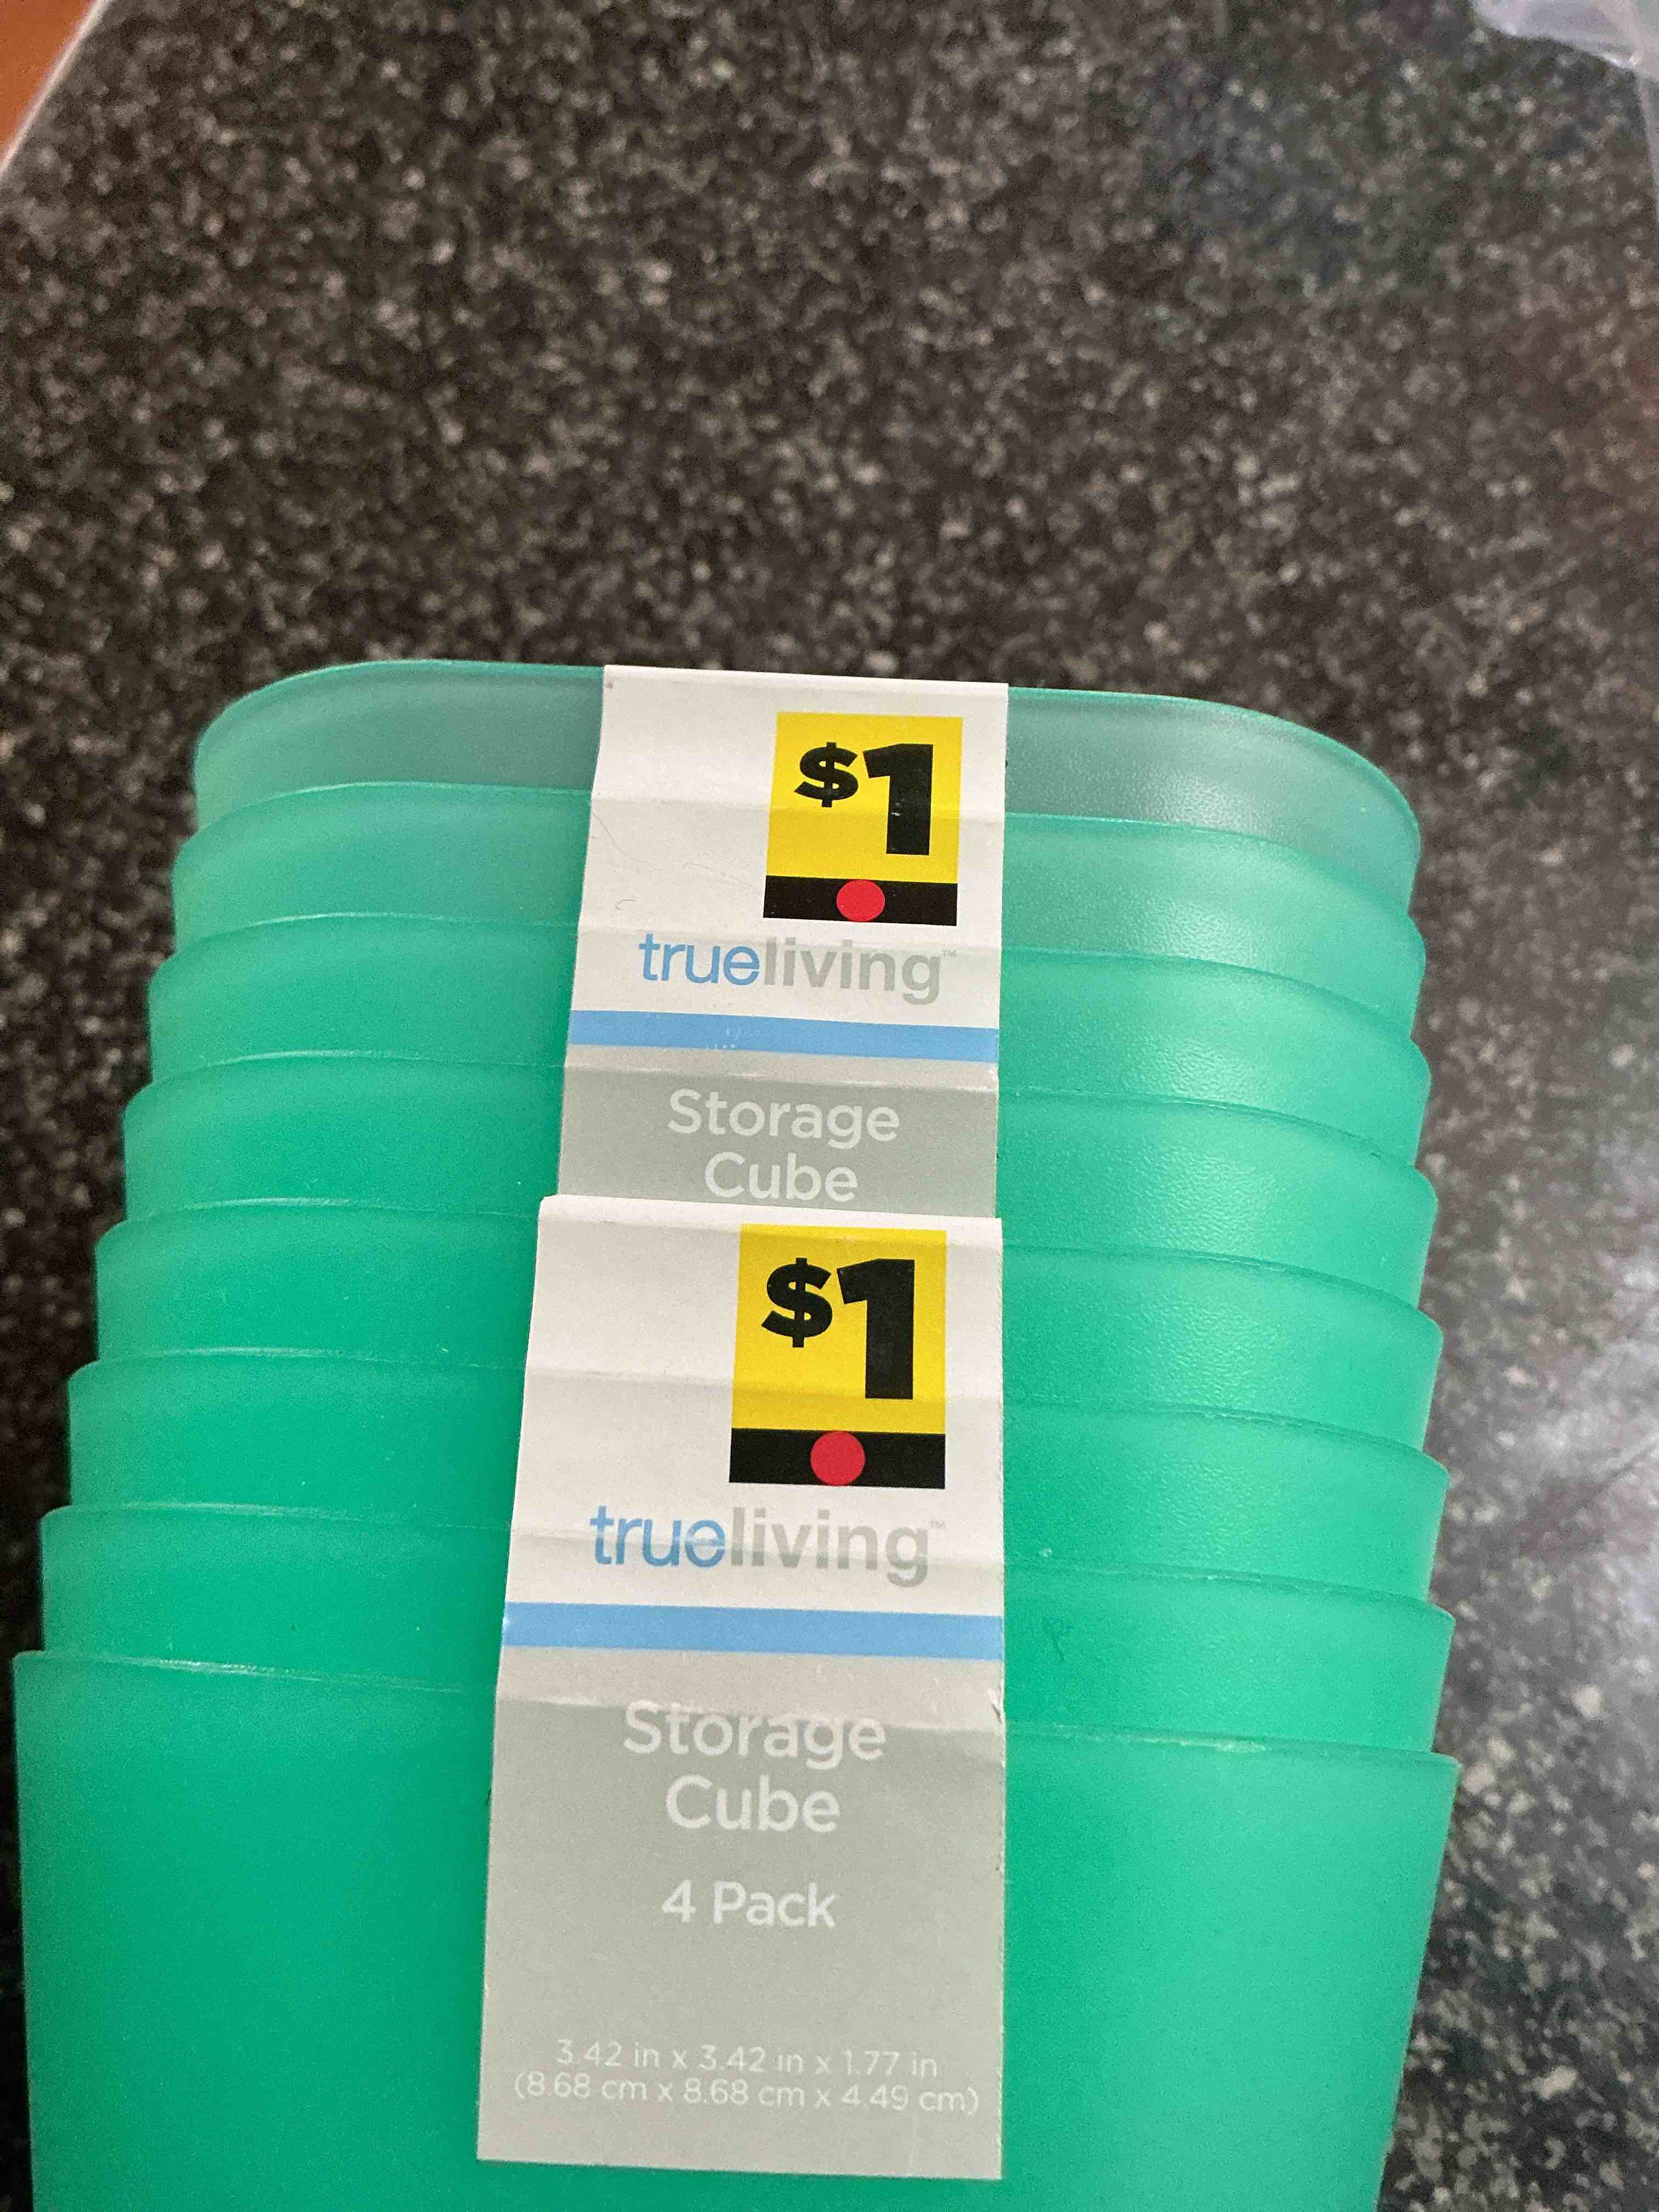 $1
trueliving™
Storage
Cube
$1
trueliving™
Storage
Cube
4 Pack
3.42 in x 3.42 in x 1.77 in
(8.68 cm x 8.68 cm x 4.49 cm)